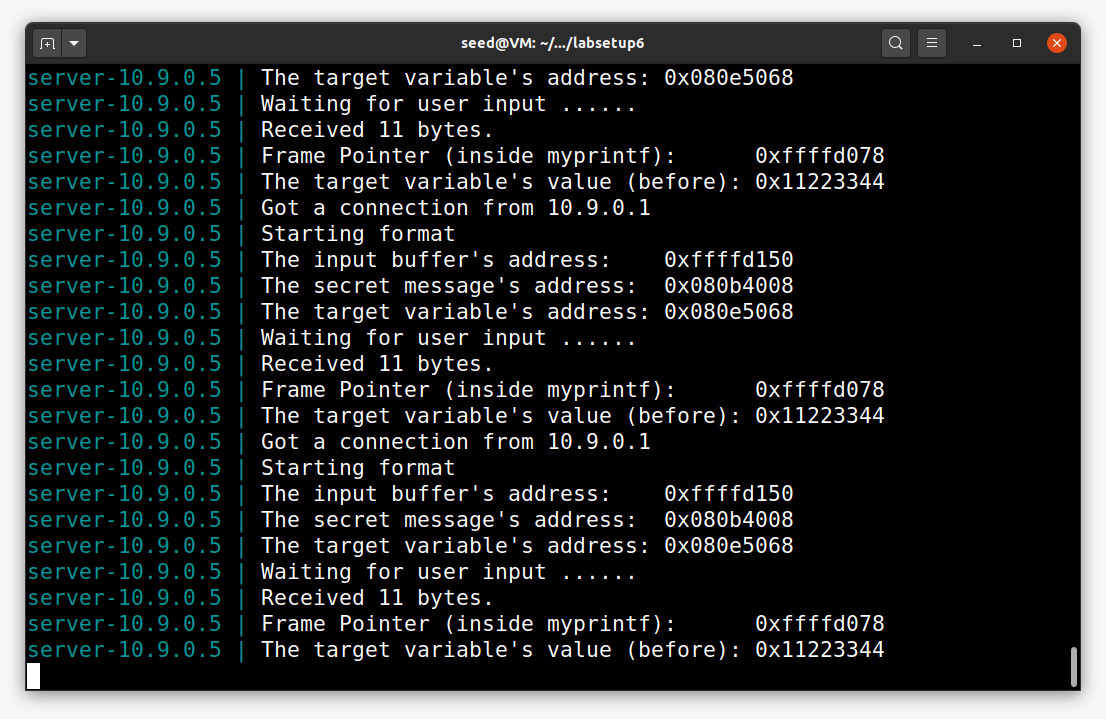 seed@VM: ~/.../labsetup6
server-10.9.0.5 | The target variable's address: 0x080e5068
server-10.9.0.5 | Waiting for user input ......
server-10.9.0.5 | Received 11 bytes.
server-10.9.0.5 | Frame Pointer (inside myprintf):      0xffffd078
server-10.9.0.5 | The target variable's value (before): 0x11223344
server-10.9.0.5 | Got a connection from 10.9.0.1
server-10.9.0.5 | Starting format
server-10.9.0.5 | The input buffer's address:    0xffffd150
server-10.9.0.5 | The secret message's address:  0x080b4008
server-10.9.0.5 | The target variable's address: 0x080e5068
server-10.9.0.5 | Waiting for user input ......
server-10.9.0.5 | Received 11 bytes.
server-10.9.0.5 | Frame Pointer (inside myprintf):      0xffffd078
server-10.9.0.5 | The target variable's value (before): 0x11223344
server-10.9.0.5 | Got a connection from 10.9.0.1
server-10.9.0.5 | Starting format
server-10.9.0.5 | The input buffer's address:    0xffffd150
server-10.9.0.5 | The secret message's address:  0x080b4008
server-10.9.0.5 | The target variable's address: 0x080e5068
server-10.9.0.5 | Waiting for user input ......
server-10.9.0.5 | Received 11 bytes.
server-10.9.0.5 | Frame Pointer (inside myprintf):      0xffffd078
server-10.9.0.5 | The target variable's value (before): 0x11223344